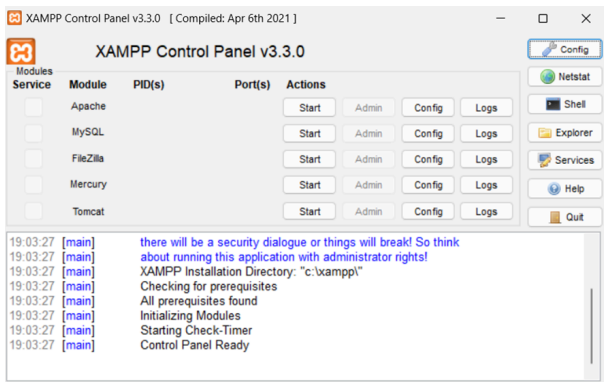 XAMPP Control Panel v3.3.0 [ Compiled: Apr 6th 2021 ]
XAMPP Control Panel v3.3.0
Config
Modules
Service Module PID(s) Port(s) Actions
Netstat
Apache Start Admin Config Logs
Shell
MySQL Start Admin Config Logs
Explorer
FileZilla Start Admin Config Logs
Services
Mercury Start Admin Config Logs
Help
Tomcat Start Admin Config Logs
Quit
19:03:27 [main] there will be a security dialogue or things will break! So think
19:03:27 [main] about running this application with administrator rights!
19:03:27 [main] XAMPP Installation Directory: "c:\xampp\"
19:03:27 [main] Checking for prerequisites
19:03:27 [main] All prerequisites found
19:03:27 [main] Initializing Modules
19:03:27 [main] Starting Check-Timer
19:03:27 [main] Control Panel Ready